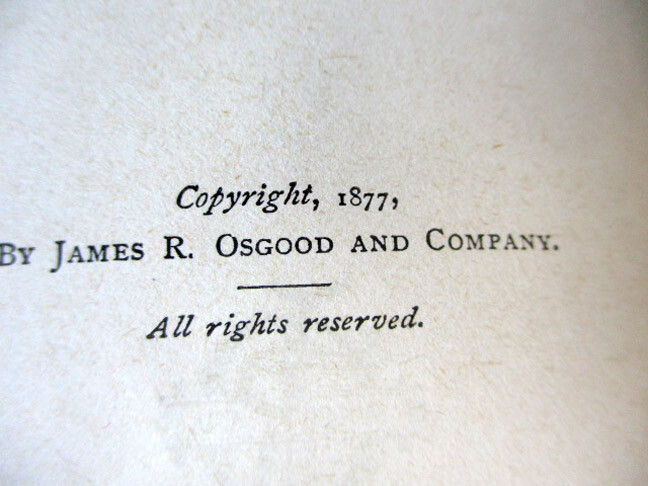 Copyright, 1877,
By James R. Osgood and Company.
All rights reserved.